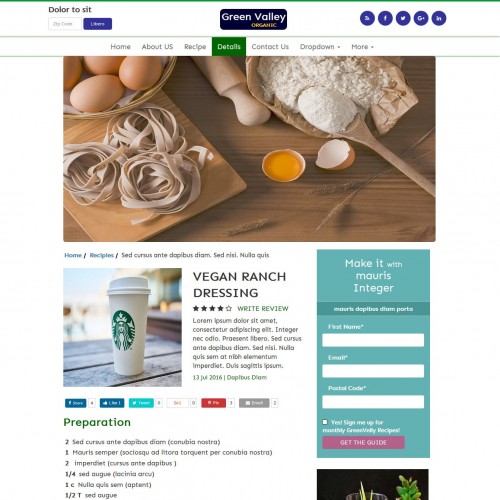 Dolor to sit
Zip Code
Libero
Green Valley
ORGANIC
Home About US Recipe Details Contact Us Dropdown More
Home / Recipies / Sed cursus ante dapibus diam. Sed nisi. Nulla quis
VEGAN RANCH
DRESSING
WRITE REVIEW
Lorem ipsum dolor sit amet,
consectetur adipiscing elit. Integer
nec odio. Praesent libero. Sed cursus
ante dapibus diam. Sed nisi. Nulla
quis sem at nibh elementum
imperdiet. Duis sagittis ipsum.
13 Jul 2016 | Dapibus Diam
Share 4 Like 1 Tweet 0 G+1 0 Pin 3 Email 2
Preparation
2 Sed cursus ante dapibus diam (conubia nostra)
1 Mauris semper (sociosqu ad litora torquent per conubia nostra)
2 imperdiet (cursus ante dapibus )
1/4 sed augue (lacinia arcu)
1 c Nulla quis sem (aptent)
1/2 T sed augue
Make it with
mauris
Integer
mauris dapibus diam porta
First Name*
Email*
Postal Code*
Yes! Sign me up for
monthly GreenVelly Recipes!
GET THE GUIDE